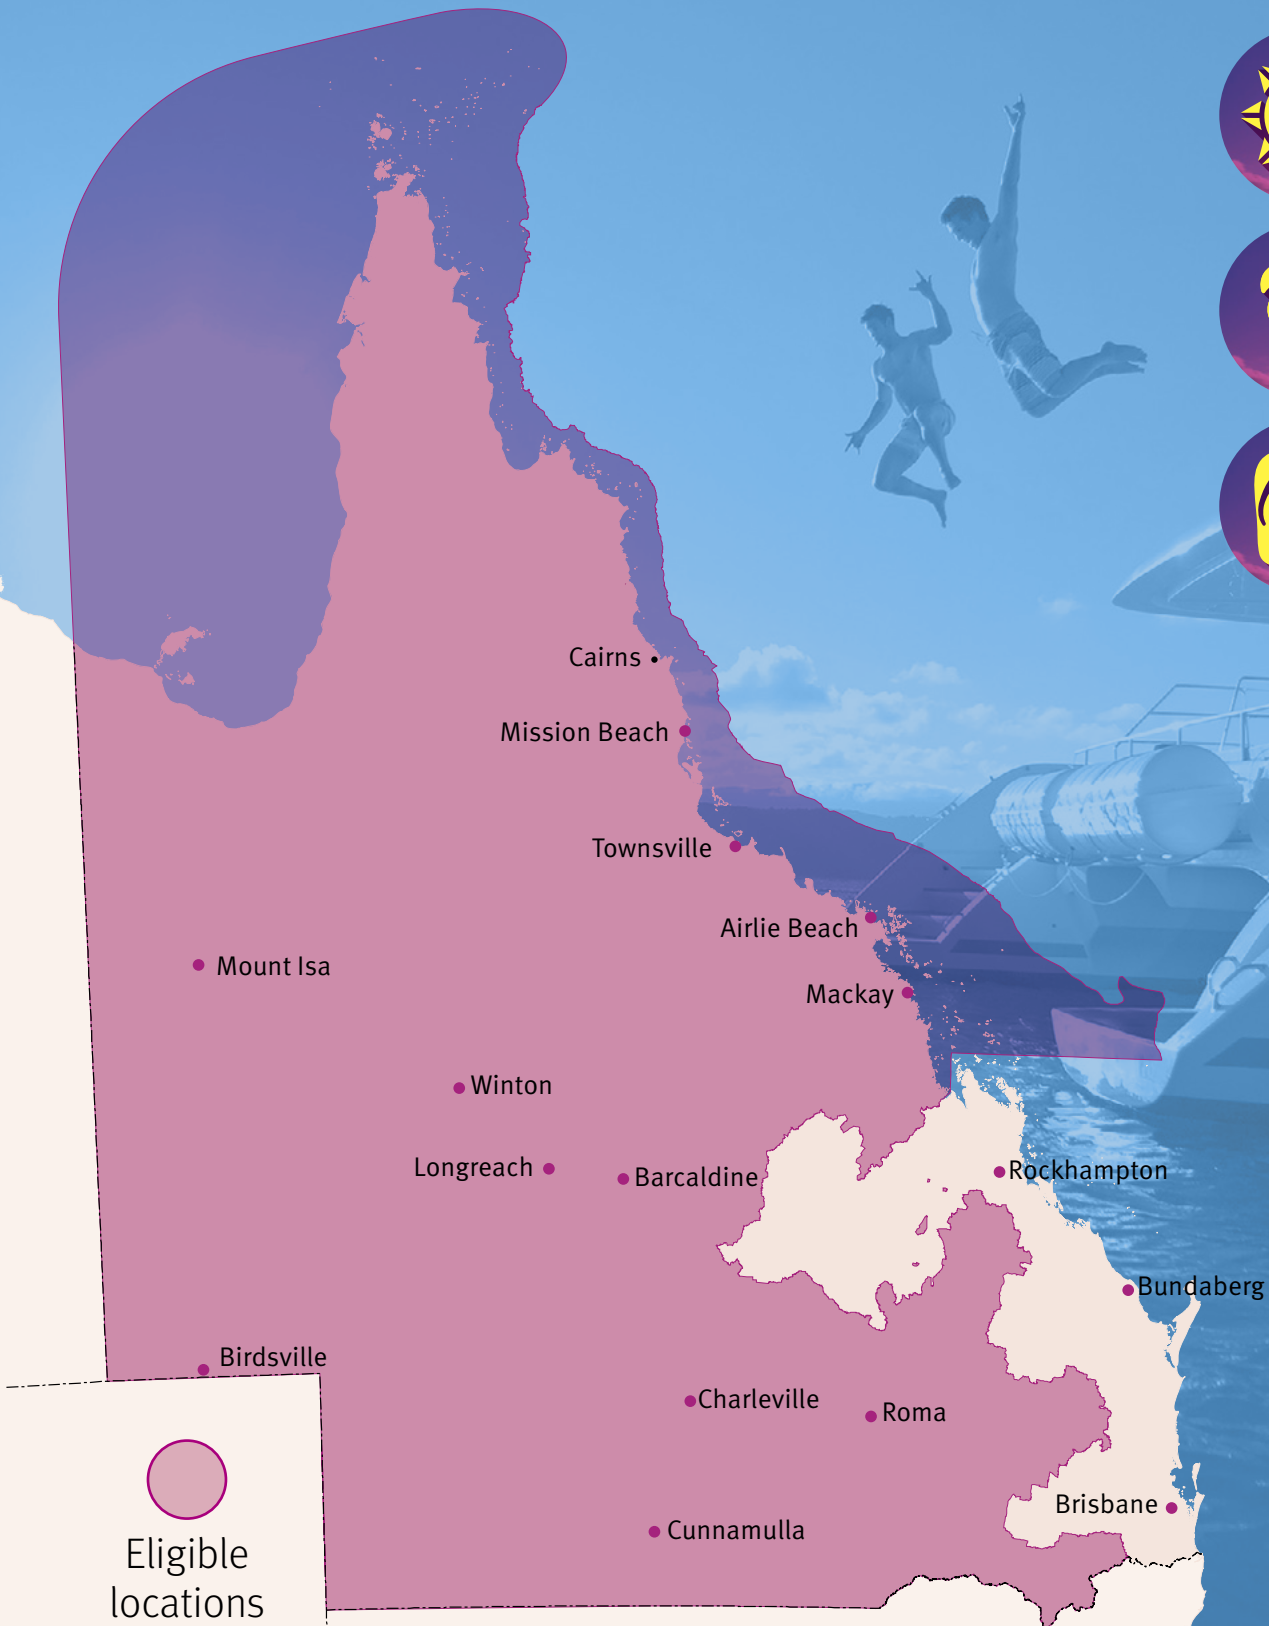 Cairns
Mission Beach
Townsville
Airlie Beach
Mackay
Mount Isa
Winton
Longreach
Barcaldine
Rockhampton
Bundaberg
Birdsville
Charleville
Roma
Brisbane
Cunnamulla
Eligible
locations